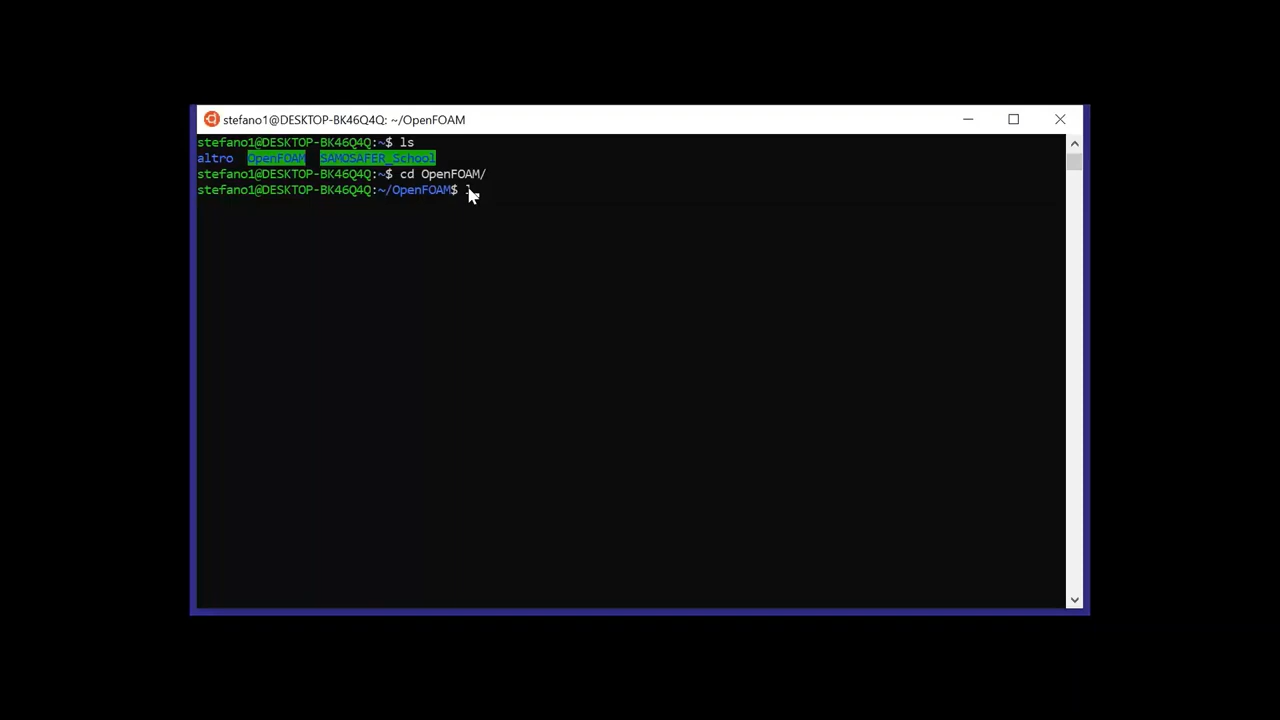 stefano1@DESKTOP-BK46Q4Q: ~/OpenFOAM
stefano1@DESKTOP-BK46Q4Q:~$ ls
altro OpenFOAM SAMOSAFER_School
stefano1@DESKTOP-BK46Q4Q:~$ cd OpenFOAM/
stefano1@DESKTOP-BK46Q4Q:~/OpenFOAM$